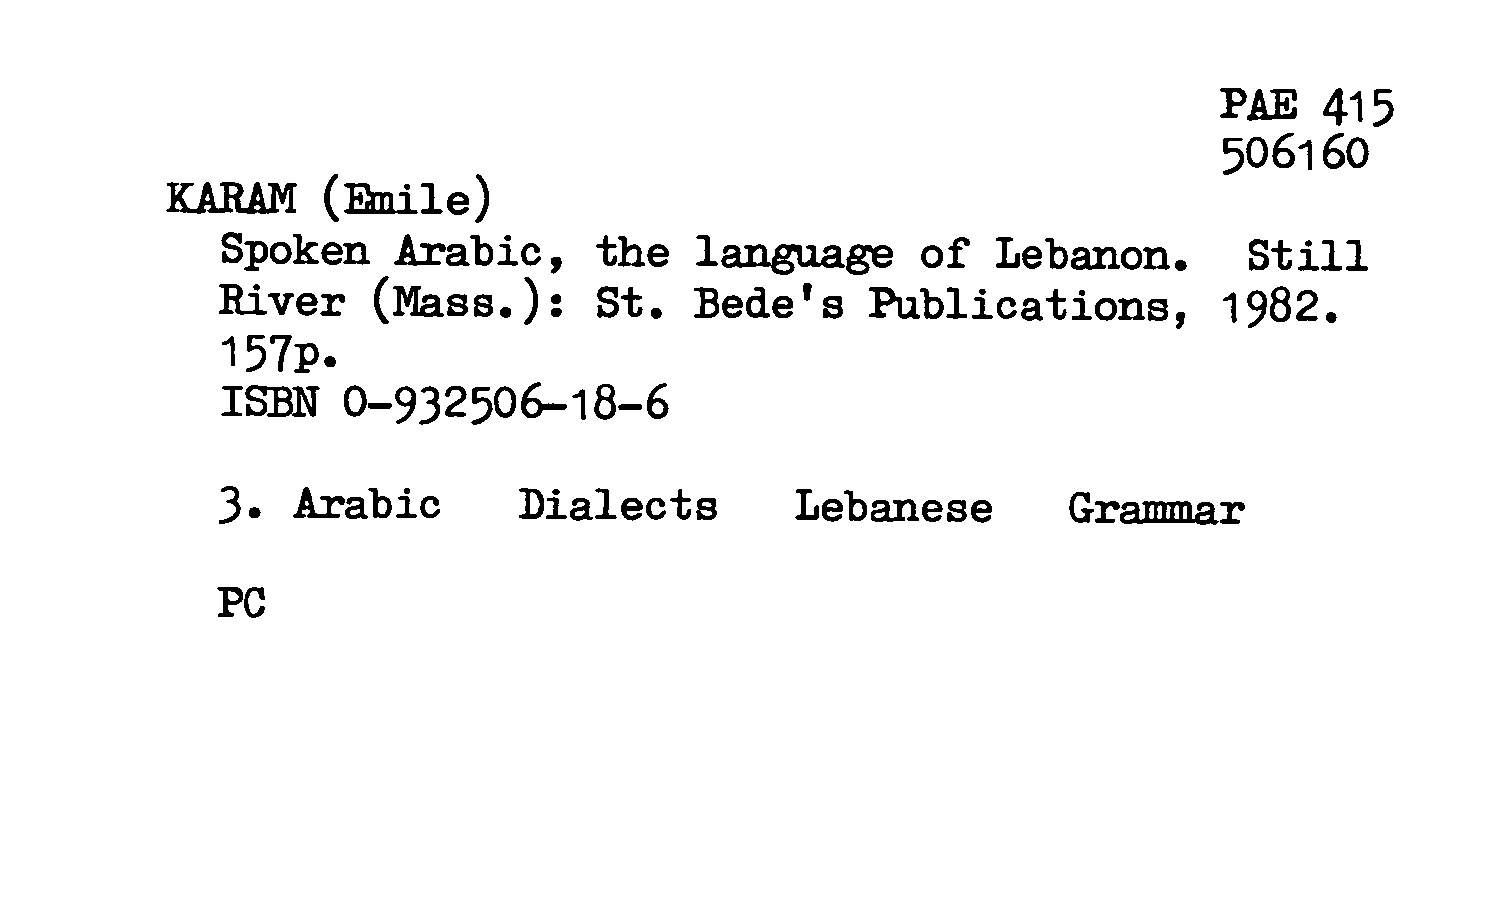 PAE 415
506160
KARAM (Emile)
Spoken Arabic, the language of Lebanon. Still
River (Mass.): St. Bede's Publications, 1982.
157p.
ISBN 0-932506-18-6
3. Arabic Dialects Lebanese Grammar
PC